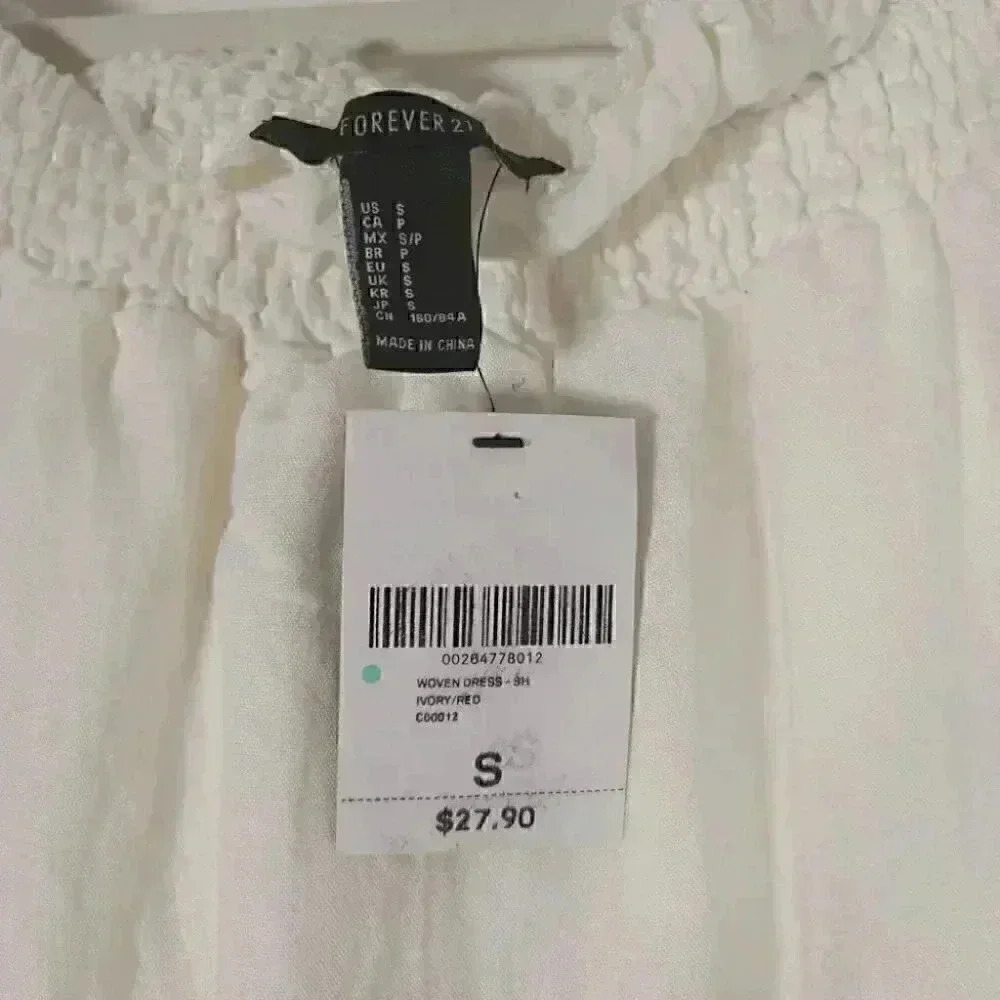 FOREVER 21
US S
CA P
MX S/P
BR P
EU S
UK S
KR S
JP S
CN 160/84A
MADE IN CHINA
00264778012
WOVEN DRESS - SH
IVORY/RED
C00012
S
$27.90